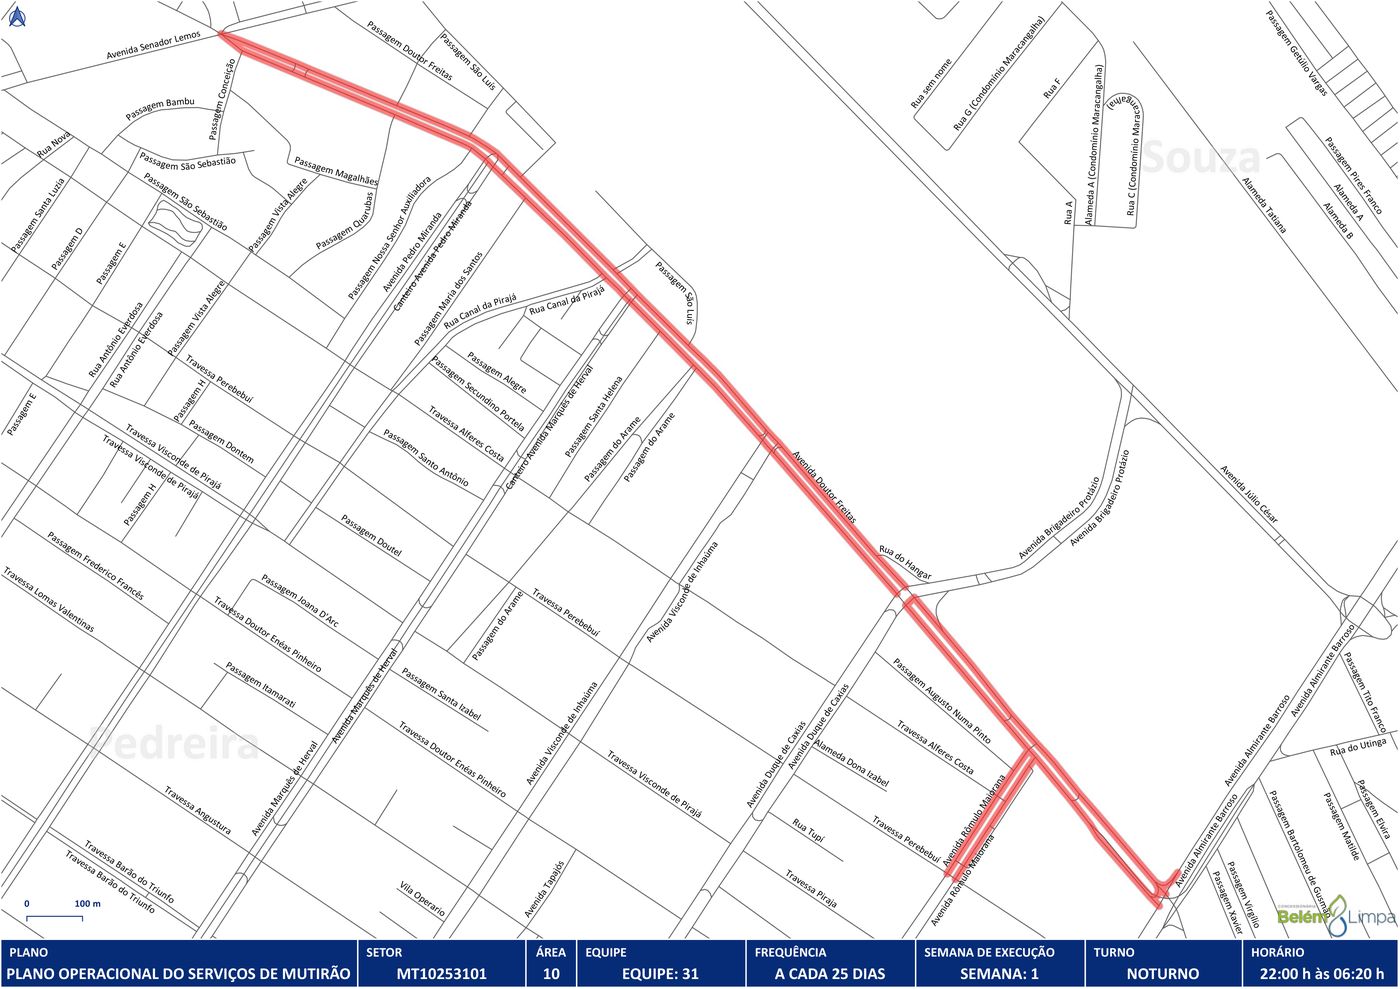 Avenida Senador Lemos
Passagem Doutor Freitas
Passagem São Luís
Passagem Conceição
Passagem Bambu
Rua Nova
Passagem São Sebastião
Passagem Magalhães
Passagem São Sebastião
Passagem Vista Alegre
Passagem Quarubas
Passagem Santa Luzia
Passagem D
Passagem E
Passagem Nossa Senhor Auxiliadora
Avenida Pedro Miranda
Canteiro Avenida Pedro Miranda
Passagem Maria dos Santos
Rua Canal da Pirajá
Rua Canal da Pirajá
Passagem São Luís
Rua Antônio Everdosa
Rua Antônio Everdosa
Passagem Vista Alegre
Travessa Perebebuí
Passagem H
Passagem Dontem
Passagem E
Travessa Visconde de Pirajá
Travessa Visconde de Pirajá
Passagem H
Passagem Alegre
Passagem Secundino Portela
Travessa Alferes Costa
Passagem Santo Antônio
Canteiro Avenida Marquês de Herval
Passagem Santa Helena
Passagem do Arame
Passagem do Arame
Avenida Doutor Freitas
Rua do Hangar
Avenida Brigadeiro Protázio
Avenida Brigadeiro Protázio
Avenida Júlio César
Rua sem nome
Rua G (Condomínio Maracangalha)
Rua F
Rua A
Alameda A (Condomínio Maracangalha)
Rua C (Condomínio Maracangalha)
Souza
Passagem Getúlio Vargas
Passagem Pires Franco
Alameda A
Alameda B
Alameda Tatiana
Passagem Doutel
Passagem Frederico Francês
Travessa Lomas Valentinas
Passagem Joana D'Arc
Travessa Doutor Enéas Pinheiro
Passagem Itamarati
Passagem do Arame
Travessa Perebebuí
Avenida Visconde de Inhaúma
Passagem Santa Izabel
Avenida Marquês de Herval
Travessa Doutor Enéas Pinheiro
Avenida Visconde de Inhaúma
Travessa Visconde de Pirajá
Pedreira
Avenida Marquês de Herval
Travessa Angustura
Travessa Barão do Triunfo
Travessa Barão do Triunfo
Vila Operario
Avenida Tapajós
Passagem Augusto Numa Pinto
Travessa Alferes Costa
Avenida Duque de Caxias
Avenida Duque de Caxias
Alameda Dona Izabel
Travessa Perebebuí
Rua Tupí
Travessa Piraja
Avenida Rômulo Maiorana
Avenida Rômulo Maiorana
Avenida Almirante Barroso
Avenida Almirante Barroso
Avenida Almirante Barroso
Passagem Tito Franco
Rua do Utinga
Passagem Elvira
Passagem Matilde
Passagem Bartolomeu de Gusmão
Passagem Virgílio
Passagem Xavier
0 100 m
CONCESSIONÁRIA
Belém Limpa
PLANO SETOR ÁREA EQUIPE FREQUÊNCIA SEMANA DE EXECUÇÃO TURNO HORÁRIO
PLANO OPERACIONAL DO SERVIÇOS DE MUTIRÃO MT10253101 10 EQUIPE: 31 A CADA 25 DIAS SEMANA: 1 NOTURNO 22:00 h às 06:20 h